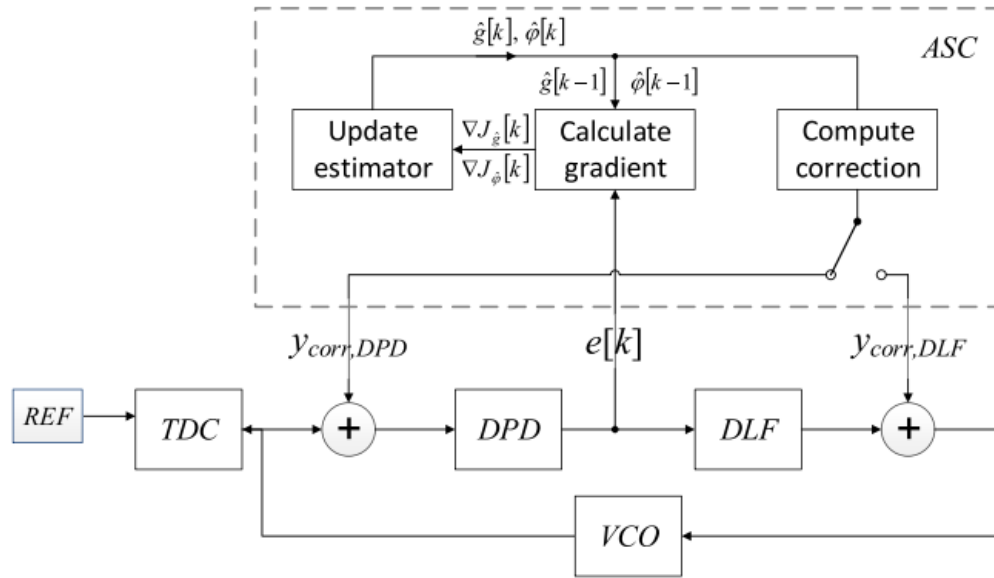 ĝ[k], φ̂[k]
ASC
ĝ[k−1] φ̂[k−1]
Update
estimator
∇J_ĝ[k]
∇J_φ̂[k]
Calculate
gradient
Compute
correction
y_corr,DPD
e[k]
y_corr,DLF
REF
TDC
+
DPD
DLF
+
VCO